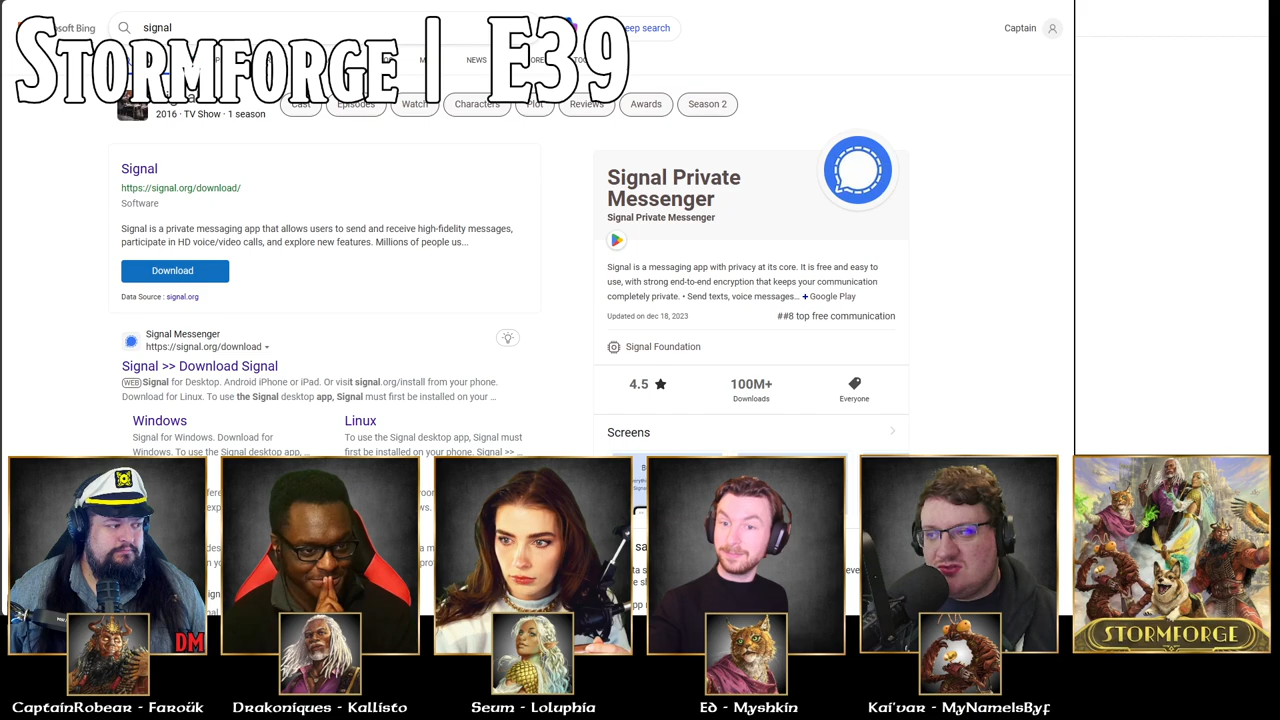 Stormforge | E39
signal
Captain
NEWS
Cast
Episodes
Watch
Characters
Plot
Reviews
Awards
Season 2
2016 · TV Show · 1 season
Signal
https://signal.org/download/
Software
Signal is a private messaging app that allows users to send and receive high-fidelity messages,
participate in HD voice/video calls, and explore new features. Millions of people us...
Download
Data Source : signal.org
Signal Messenger
https://signal.org/download
Signal >> Download Signal
WEB Signal for Desktop. Android iPhone or iPad. Or visit signal.org/install from your phone.
Download for Linux. To use the Signal desktop app, Signal must first be installed on your ...
Windows
Signal for Windows. Download for
Windows. To use the Signal desktop app, ...
Linux
To use the Signal desktop app, Signal must
first be installed on your phone. Signal >> ...
Signal Private
Messenger
Signal Private Messenger
Signal is a messaging app with privacy at its core. It is free and easy to
use, with strong end-to-end encryption that keeps your communication
completely private. • Send texts, voice messages... + Google Play
Updated on dec 18, 2023
##8 top free communication
Signal Foundation
4.5 ★
100M+
Downloads
Everyone
Screens
DM
STORMFORGE
CaptainRobear - Faroük
Drakoniques - Kallisto
Seum - Loluphia
Ed - Myshkin
Kai'var - MyNameIsByf